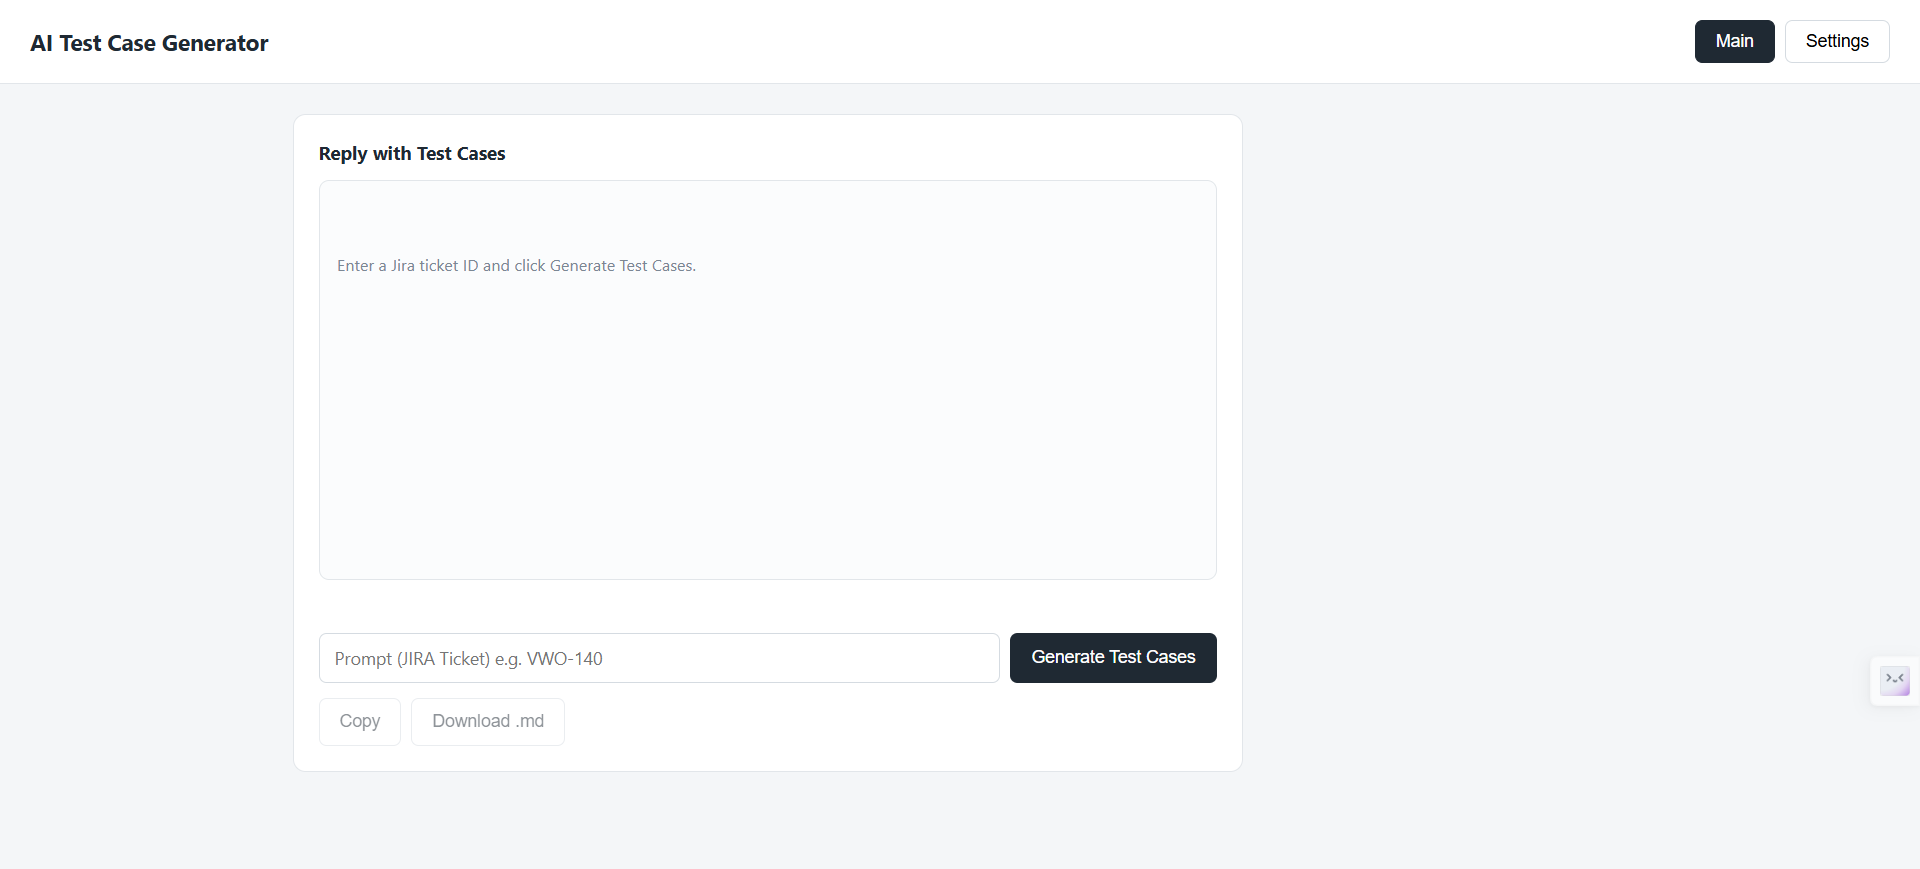 AI Test Case Generator
Main
Settings
Reply with Test Cases
Enter a Jira ticket ID and click Generate Test Cases.
Prompt (JIRA Ticket) e.g. VWO-140
Generate Test Cases
Copy
Download .md